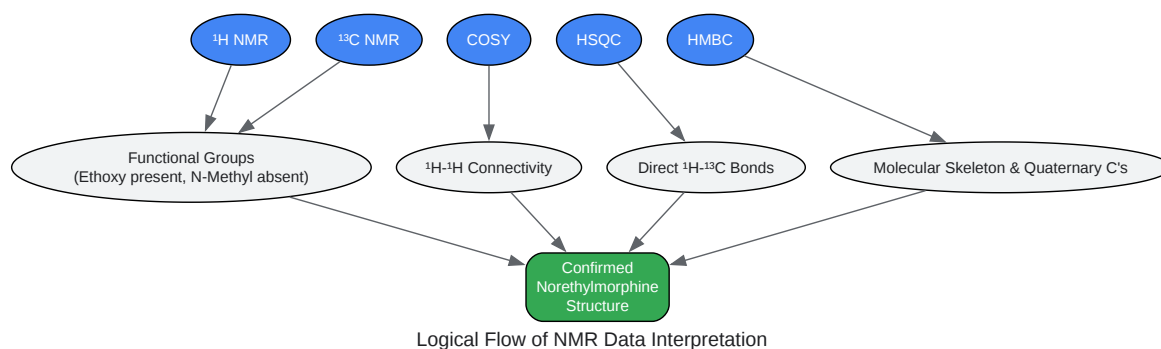 ¹H NMR
¹³C NMR
COSY
HSQC
HMBC
Functional Groups
(Ethoxy present, N-Methyl absent)
¹H-¹H Connectivity
Direct ¹H-¹³C Bonds
Molecular Skeleton & Quaternary C's
Confirmed
Norethylmorphine
Structure
Logical Flow of NMR Data Interpretation